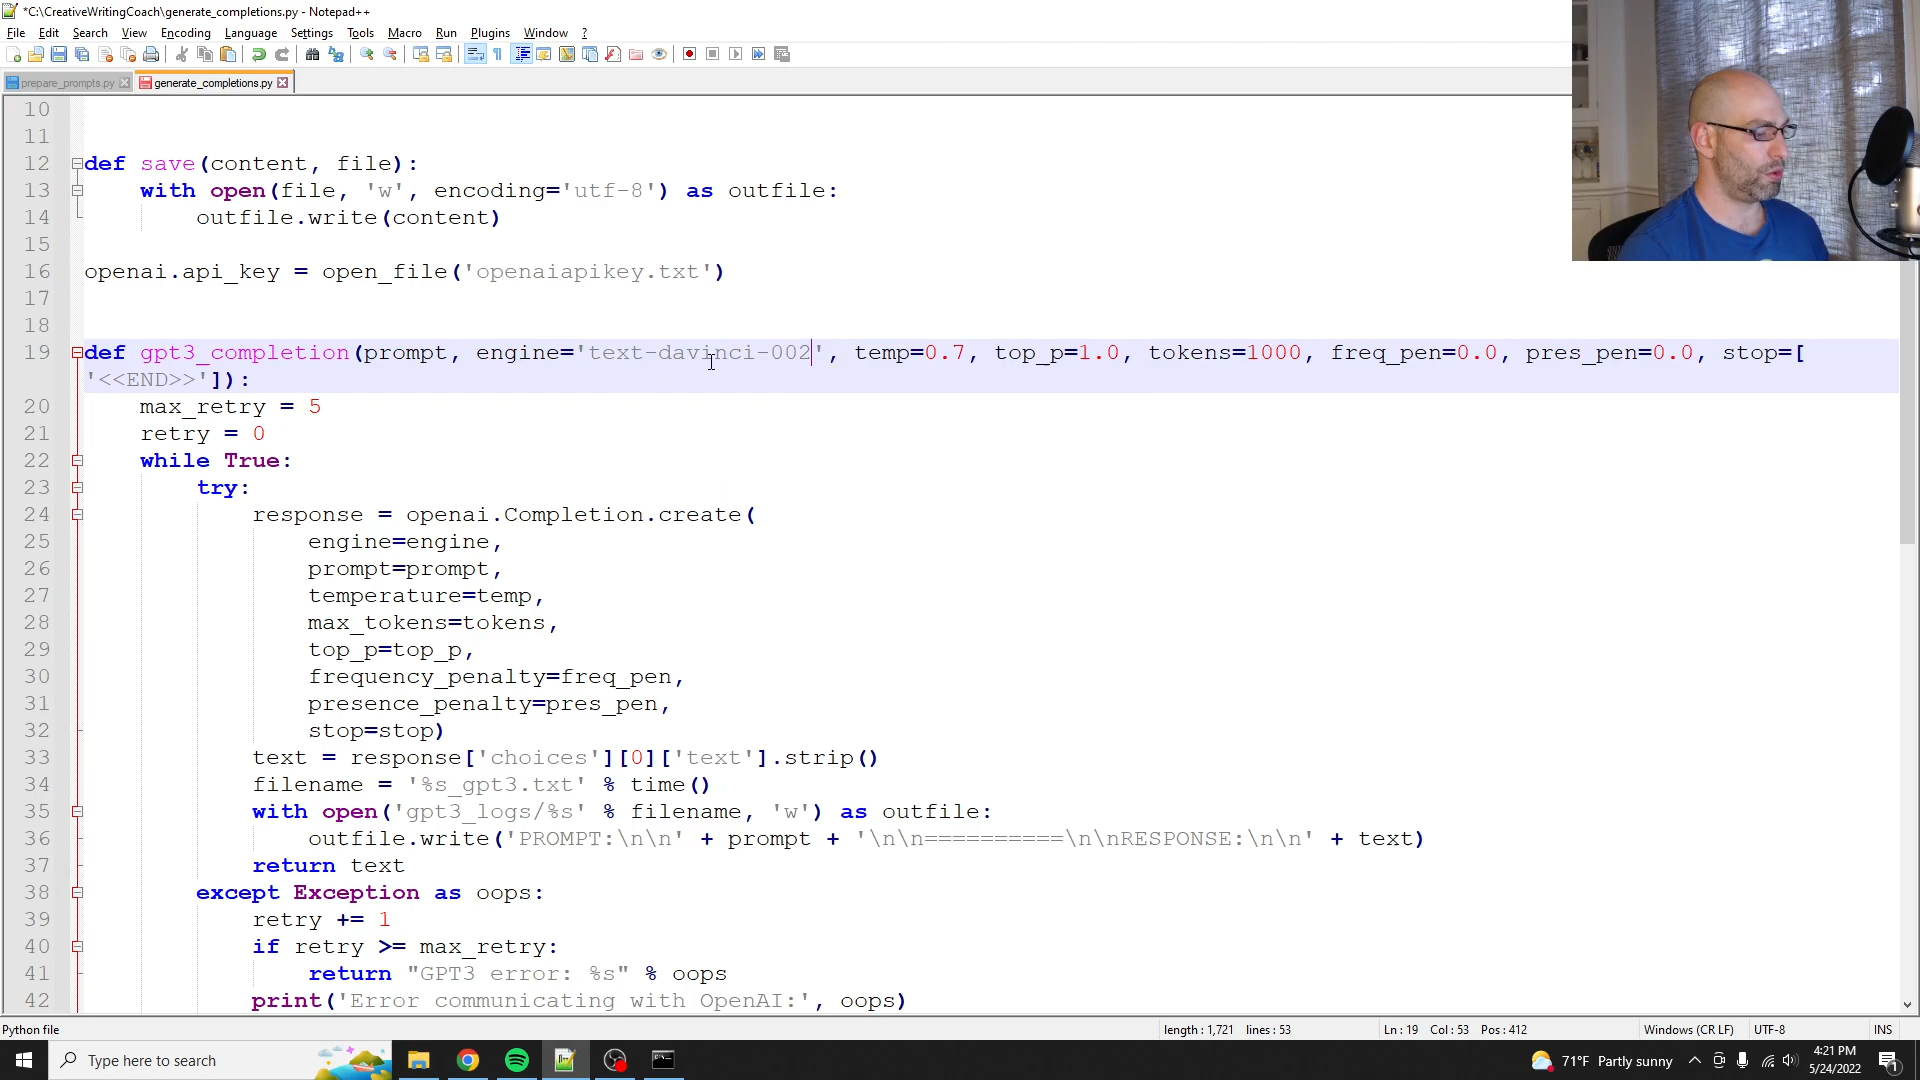 *C:\CreativeWritingCoach\generate_completions.py - Notepad++
File Edit Search View Encoding Language Settings Tools Macro Run Plugins Window ?
prepare_prompts.py generate_completions.py
10
11
12 def save(content, file):
13 with open(file, 'w', encoding='utf-8') as outfile:
14 outfile.write(content)
15
16 openai.api_key = open_file('openaiapikey.txt')
17
18
19 def gpt3_completion(prompt, engine='text-davinci-002', temp=0.7, top_p=1.0, tokens=1000, freq_pen=0.0, pres_pen=0.0, stop=[
'<<END>>']):
20 max_retry = 5
21 retry = 0
22 while True:
23 try:
24 response = openai.Completion.create(
25 engine=engine,
26 prompt=prompt,
27 temperature=temp,
28 max_tokens=tokens,
29 top_p=top_p,
30 frequency_penalty=freq_pen,
31 presence_penalty=pres_pen,
32 stop=stop)
33 text = response['choices'][0]['text'].strip()
34 filename = '%s_gpt3.txt' % time()
35 with open('gpt3_logs/%s' % filename, 'w') as outfile:
36 outfile.write('PROMPT:\n\n' + prompt + '\n\n==========\n\nRESPONSE:\n\n' + text)
37 return text
38 except Exception as oops:
39 retry += 1
40 if retry >= max_retry:
41 return "GPT3 error: %s" % oops
42 print('Error communicating with OpenAI:', oops)
Python file length : 1,721 lines : 53 Ln : 19 Col : 53 Pos : 412 Windows (CR LF) UTF-8 INS
Type here to search 71°F Partly sunny 4:21 PM
5/24/2022 1